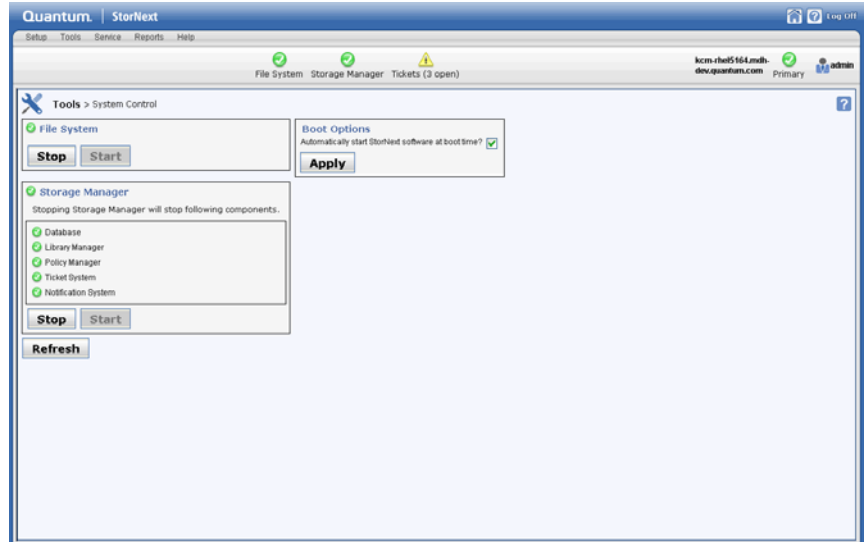 Quantum. | StorNext
Log Off
Setup Tools Service Reports Help
File System Storage Manager Tickets (3 open)
kcm-rhel5164.mdh-
dev.quantum.com
Primary
admin
Tools > System Control
File System
Stop Start
Boot Options
Automatically start StorNext software at boot time?
Apply
Storage Manager
Stopping Storage Manager will stop following components.
Database
Library Manager
Policy Manager
Ticket System
Notification System
Stop Start
Refresh